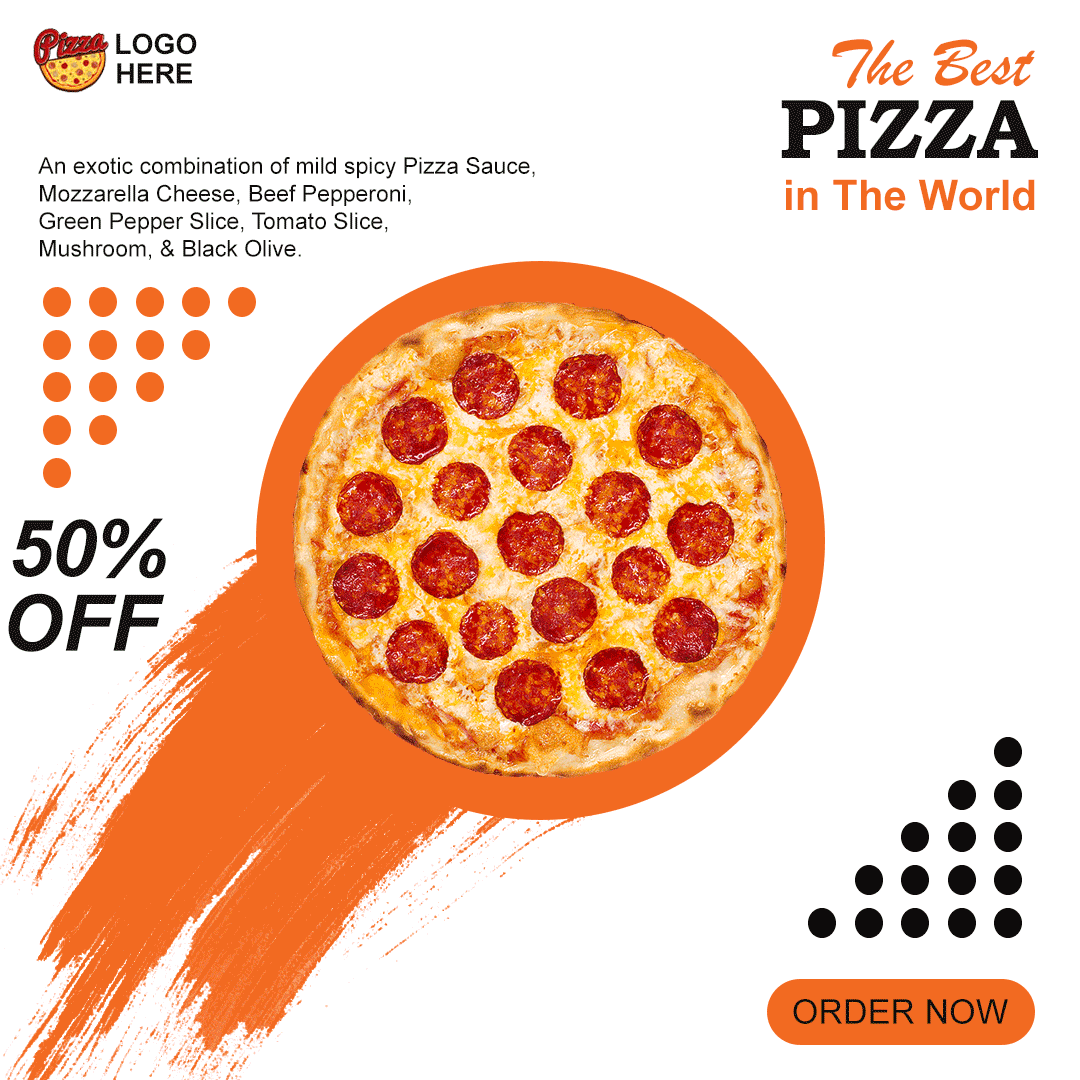 Pizza
LOGO
HERE
The Best
PIZZA
in The World
An exotic combination of mild spicy Pizza Sauce,
Mozzarella Cheese, Beef Pepperoni,
Green Pepper Slice, Tomato Slice,
Mushroom, & Black Olive.
50%
OFF
ORDER NOW